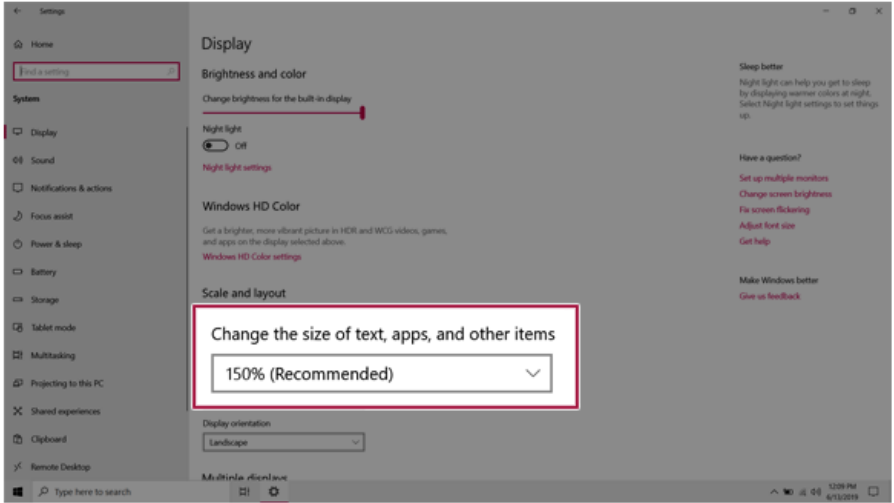 Settings
Home
Find a setting
System
Display
Sound
Notifications & actions
Focus assist
Power & sleep
Battery
Storage
Tablet mode
Multitasking
Projecting to this PC
Shared experiences
Clipboard
Remote Desktop
Display
Brightness and color
Change brightness for the built-in display
Night light
Off
Night light settings
Windows HD Color
Get a brighter, more vibrant picture in HDR and WCG videos, games,
and apps on the display selected above.
Windows HD Color settings
Scale and layout
Change the size of text, apps, and other items
150% (Recommended)
Display orientation
Landscape
Multiple displays
Sleep better
Night light can help you get to sleep
by displaying warmer colors at night.
Select Night light settings to set things
up.
Have a question?
Set up multiple monitors
Change screen brightness
Fix screen flickering
Adjust font size
Get help
Make Windows better
Give us feedback
Type here to search
12:09 PM
6/13/2019